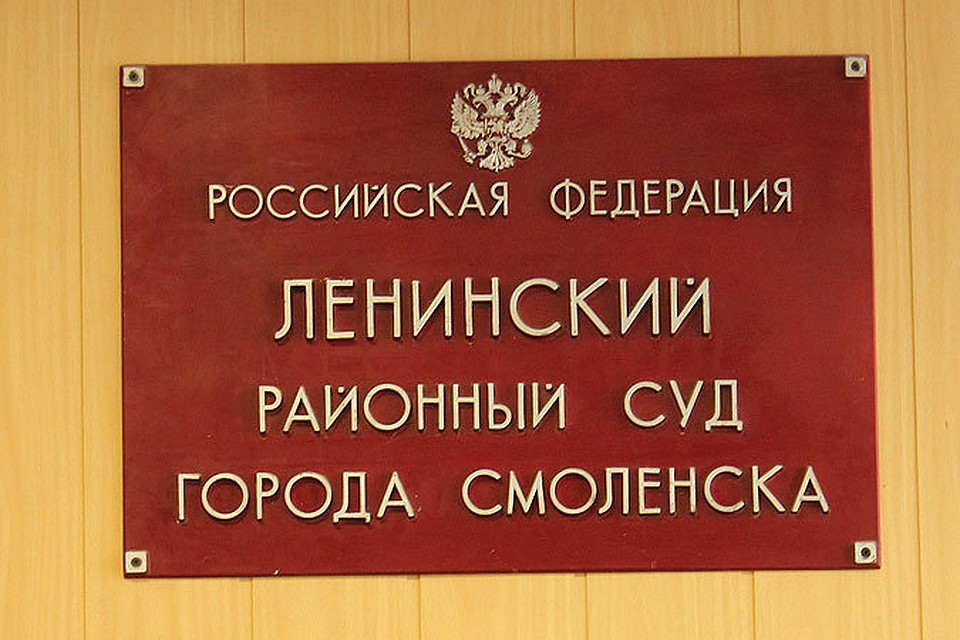 РОССИЙСКАЯ ФЕДЕРАЦИЯ
ЛЕНИНСКИЙ
РАЙОННЫЙ СУД
ГОРОДА СМОЛЕНСКА